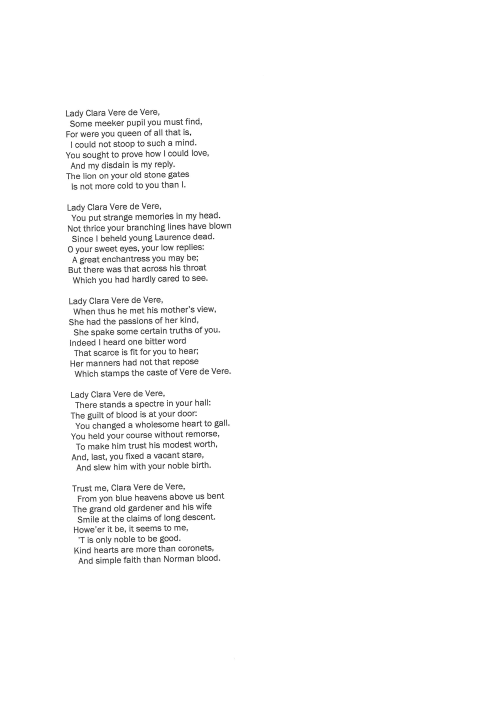 Lady Clara Vere de Vere,
Some meeker pupil you must find,
For were you queen of all that is,
I could not stoop to such a mind.
You sought to prove how I could love,
And my disdain is my reply.
The lion on your old stone gates
Is not more cold to you than I.

Lady Clara Vere de Vere,
You put strange memories in my head.
Not thrice your branching lines have blown
Since I beheld young Laurence dead.
O your sweet eyes, your low replies:
A great enchantress you may be;
But there was that across his throat
Which you had hardly cared to see.

Lady Clara Vere de Vere,
When thus he met his mother's view,
She had the passions of her kind,
She spake some certain truths of you.
Indeed I heard one bitter word
That scarce is fit for you to hear;
Her manners had not that repose
Which stamps the caste of Vere de Vere.

Lady Clara Vere de Vere,
There stands a spectre in your hall:
The guilt of blood is at your door:
You changed a wholesome heart to gall.
You held your course without remorse,
To make him trust his modest worth,
And, last, you fixed a vacant stare,
And slew him with your noble birth.

Trust me, Clara Vere de Vere,
From yon blue heavens above us bent
The grand old gardener and his wife
Smile at the claims of long descent.
Howe'er it be, it seems to me,
'T is only noble to be good.
Kind hearts are more than coronets,
And simple faith than Norman blood.